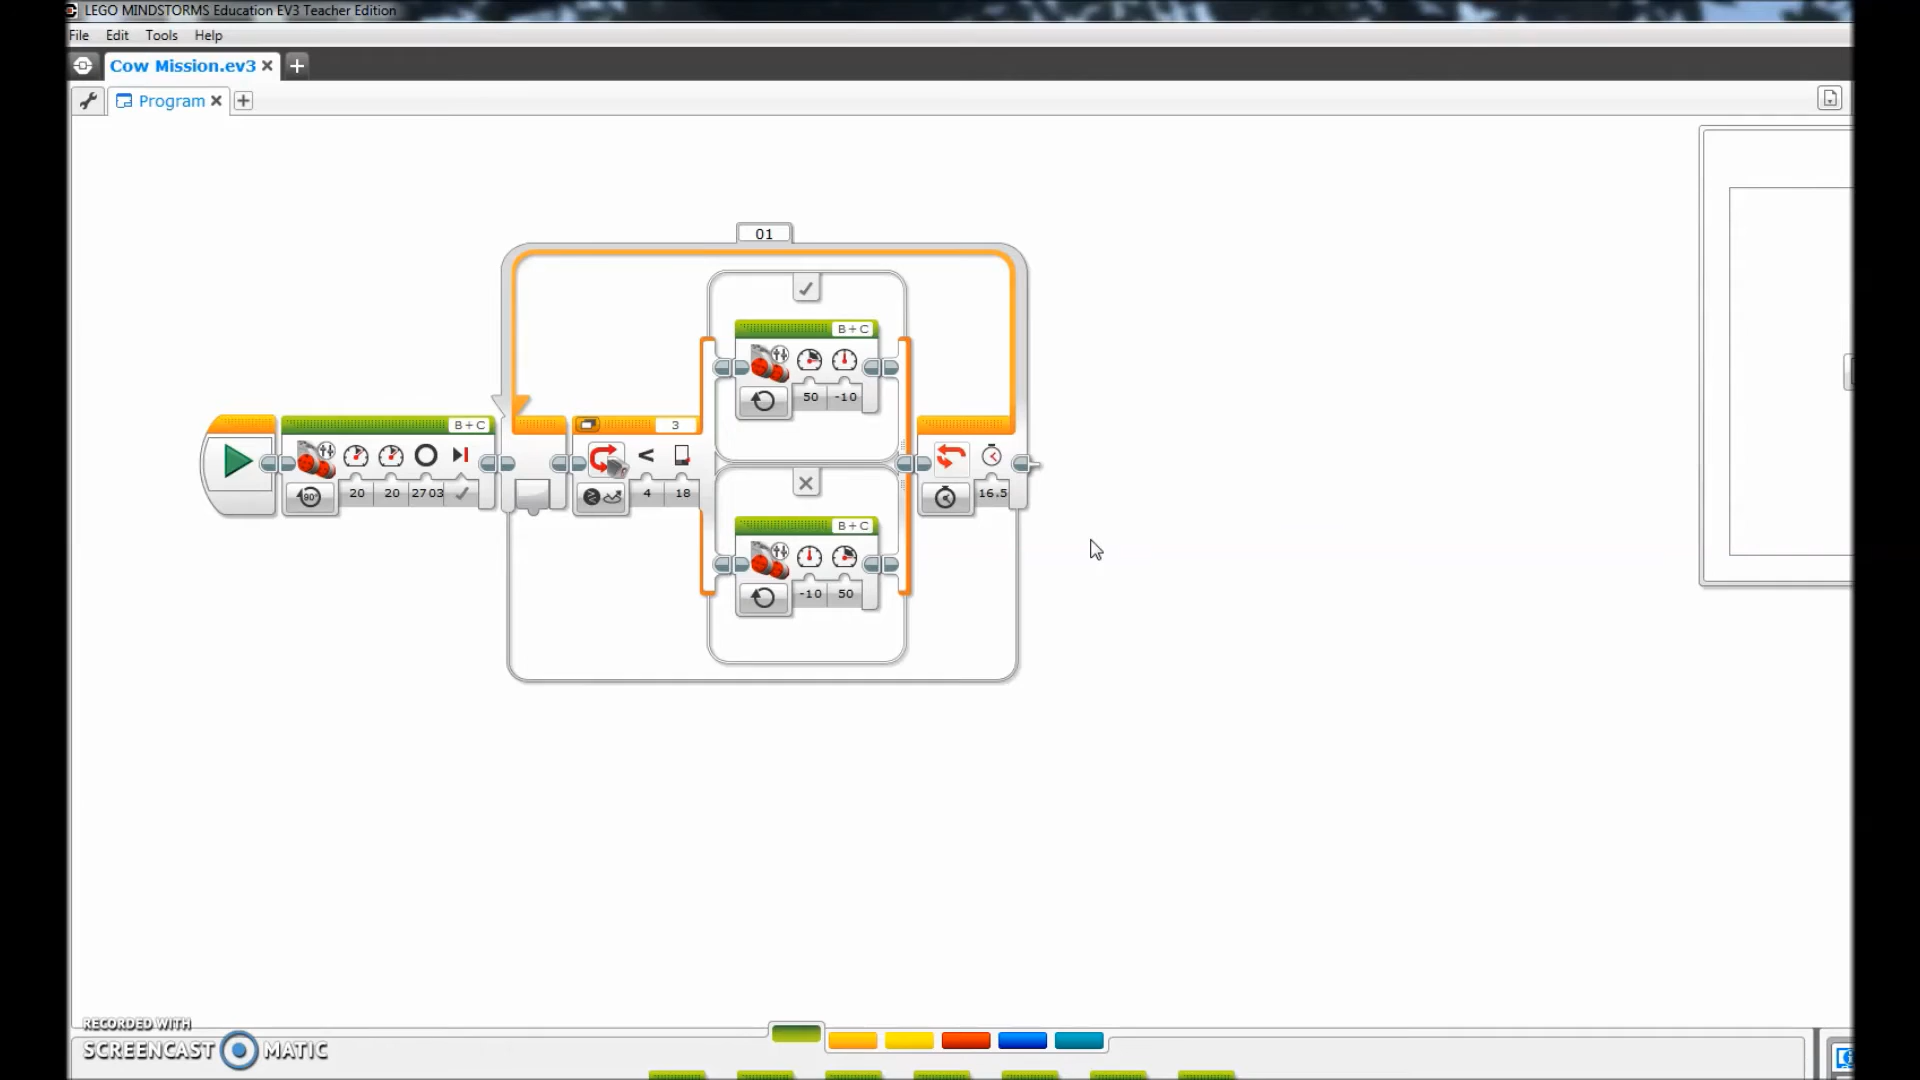 LEGO MINDSTORMS Education EV3 Teacher Edition
File Edit Tools Help
Cow Mission.ev3
Program
01
B+C
B+C
3
50 -10
20 20 2703
4 18
16.5
B+C
-10 50
RECORDED WITH
SCREENCAST MATIC